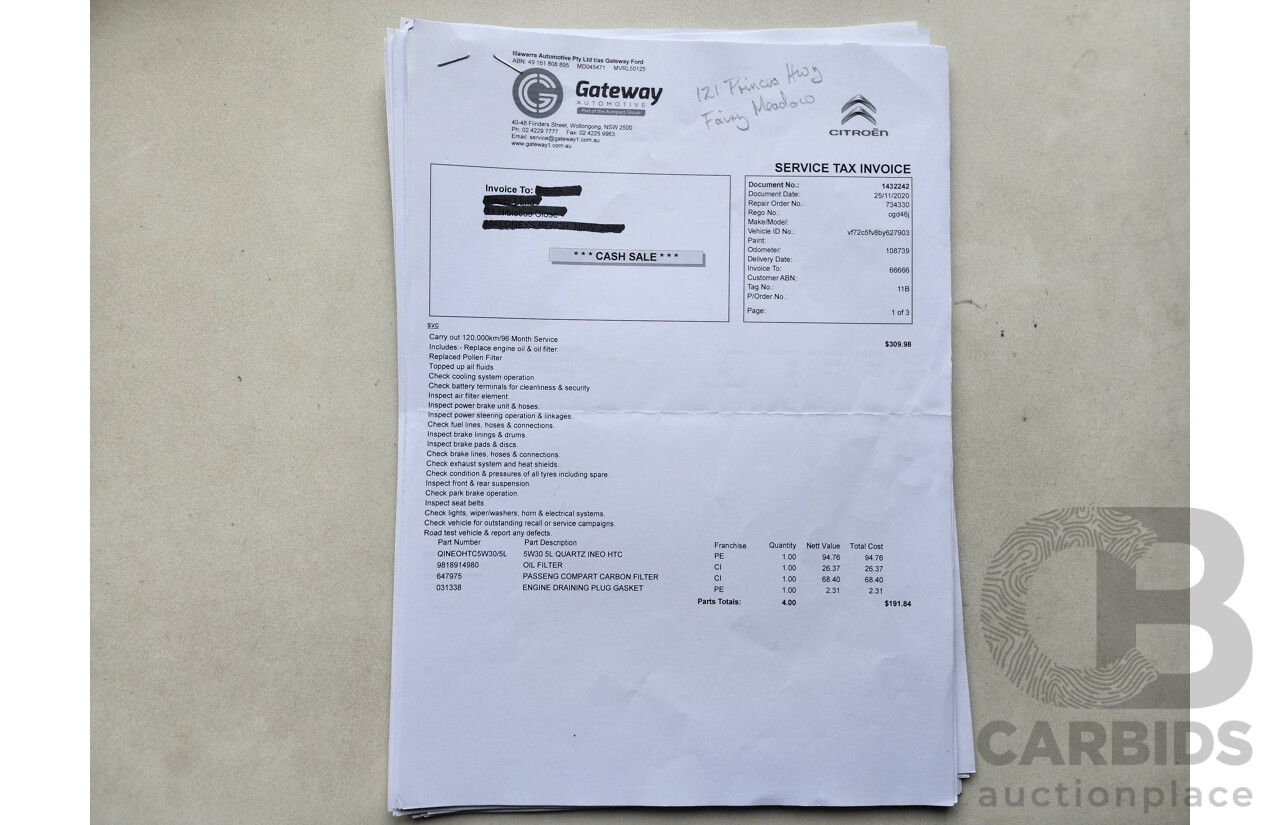 Illawarra Automotive Pty Ltd t/as Gateway Ford
ABN: 49 161 808 895 MD045471 MVRL50125
Gateway
AUTOMOTIVE
Part of the Autosport Group
40-48 Flinders Street, Wollongong, NSW 2500
Ph: 02 4229 7777 Fax: 02 4225 9963
Email: service@gateway1.com.au
www.gateway1.com.au
121 Princes Hwy
Fairy Meadow
CITROËN
SERVICE TAX INVOICE
Invoice To:
*** CASH SALE ***
Document No.: 1432242
Document Date: 25/11/2020
Repair Order No.: 734330
Rego No.: cgd46j
Make/Model:
Vehicle ID No.: vf72c5fv8by627903
Paint:
Odometer: 108739
Delivery Date:
Invoice To: 66666
Customer ABN:
Tag No.: 11B
P/Order No.:
Page: 1 of 3
svc
Carry out 120,000km/96 Month Service $309.98
Includes:- Replace engine oil & oil filter.
Replaced Pollen Filter
Topped up all fluids
Check cooling system operation.
Check battery terminals for cleanliness & security.
Inspect air filter element.
Inspect power brake unit & hoses.
Inspect power steering operation & linkages.
Check fuel lines, hoses & connections.
Inspect brake linings & drums.
Inspect brake pads & discs.
Check brake lines, hoses & connections.
Check exhaust system and heat shields.
Check condition & pressures of all tyres including spare.
Inspect front & rear suspension
Check park brake operation.
Inspect seat belts
Check lights, wiper/washers, horn & electrical systems.
Check vehicle for outstanding recall or service campaigns.
Road test vehicle & report any defects.
Part Number Part Description Franchise Quantity Nett Value Total Cost
QINEOHTC5W30/5L 5W30 5L QUARTZ INEO HTC PE 1.00 94.76 94.76
9818914980 OIL FILTER CI 1.00 26.37 26.37
647975 PASSENG COMPART CARBON FILTER CI 1.00 68.40 68.40
031338 ENGINE DRAINING PLUG GASKET PE 1.00 2.31 2.31
Parts Totals: 4.00 $191.84
CB
CARBIDS
auctionplace